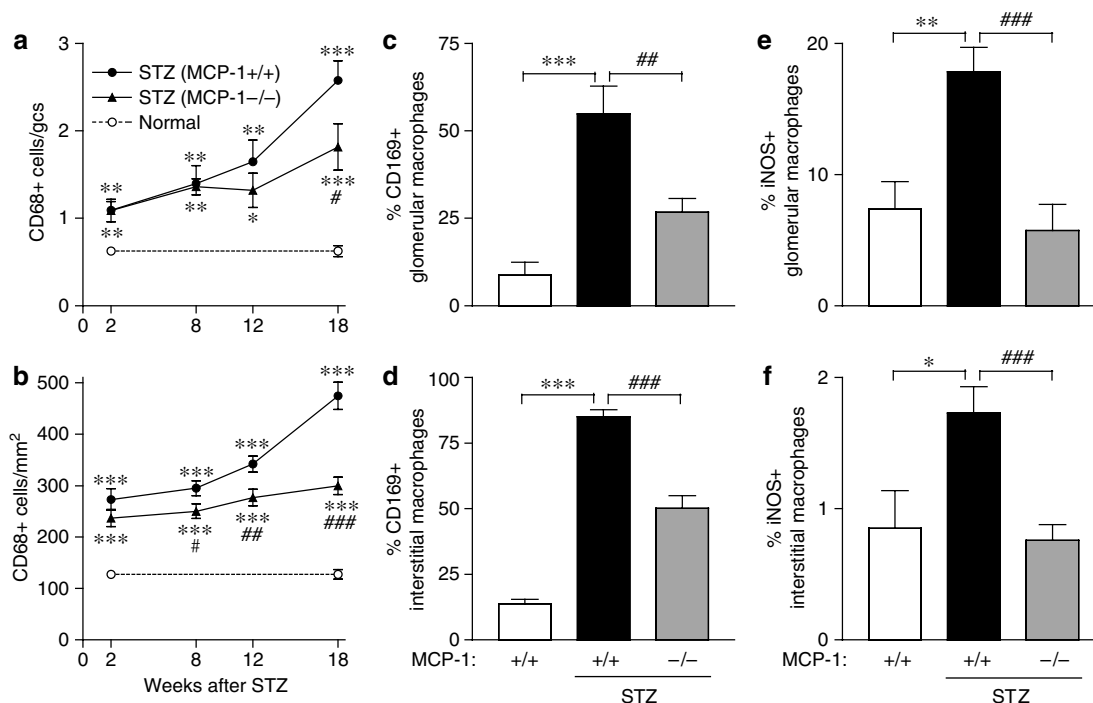 a
3
2
1
0
CD68+ cells/gcs
STZ (MCP-1+/+)
STZ (MCP-1−/−)
Normal
**
**
**
**
**
*
***
***
#
0 2 8 12 18
b
500
400
300
200
100
0
CD68+ cells/mm²
***
***
***
***
#
***
***
##
***
***
###
0 2 8 12 18
Weeks after STZ
c
75
50
25
0
% CD169+
glomerular macrophages
*** ##
d
100
75
50
25
0
% CD169+
interstitial macrophages
*** ###
MCP-1: +/+ +/+ −/−
STZ
e
20
10
0
% iNOS+
glomerular macrophages
** ###
f
2
1
0
% iNOS+
interstitial macrophages
* ###
MCP-1: +/+ +/+ −/−
STZ